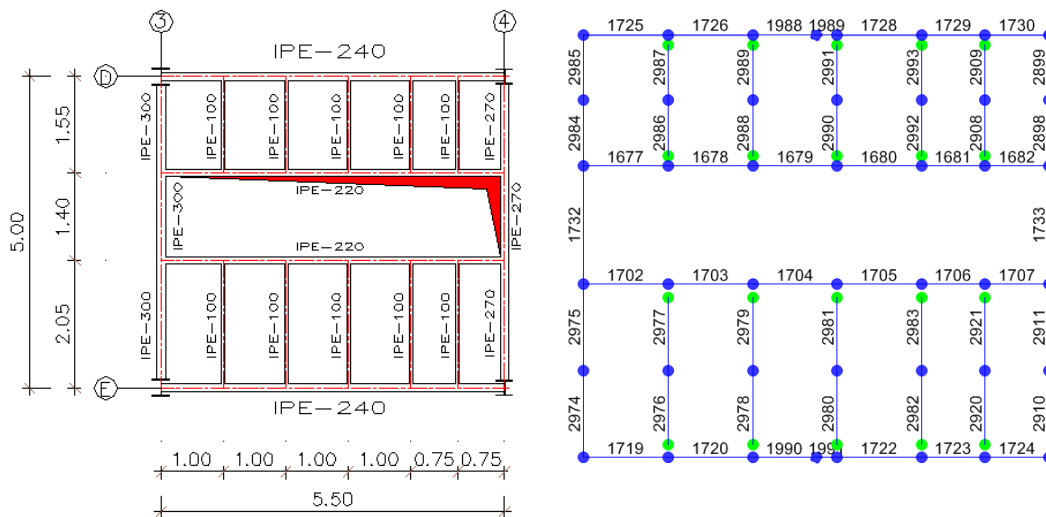 3
4
IPE-240
D
IPE-300
IPE-100
IPE-100
IPE-100
IPE-100
IPE-270
1.55
IPE-220
IPE-300
IPE-270
5.00
1.40
IPE-220
IPE-300
IPE-100
IPE-100
IPE-100
IPE-100
IPE-270
2.05
E
IPE-240
1.00 1.00 1.00 1.00 0.75 0.75
5.50
1725 1726 1988 1989 1728 1729 1730
2985 2987 2989 2991 2993 2909 2899
2984 2986 2988 2990 2992 2908 2898
1677 1678 1679 1680 1681 1682
1732 1733
1702 1703 1704 1705 1706 1707
2975 2977 2979 2981 2983 2921 2911
2974 2976 2978 2980 2982 2920 2910
1719 1720 1990 1991 1722 1723 1724